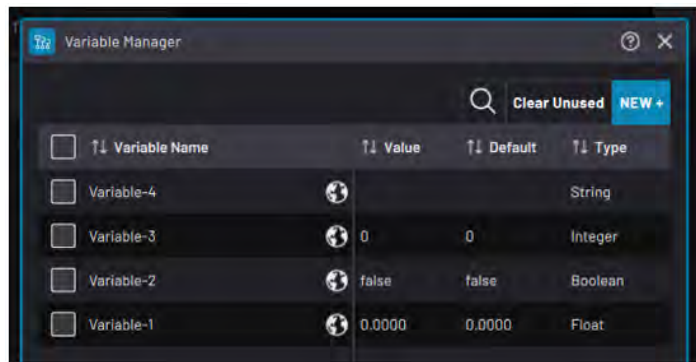 Variable Manager
Clear Unused NEW +
Variable Name Value Default Type
Variable-4 String
Variable-3 0 0 Integer
Variable-2 false false Boolean
Variable-1 0.0000 0.0000 Float